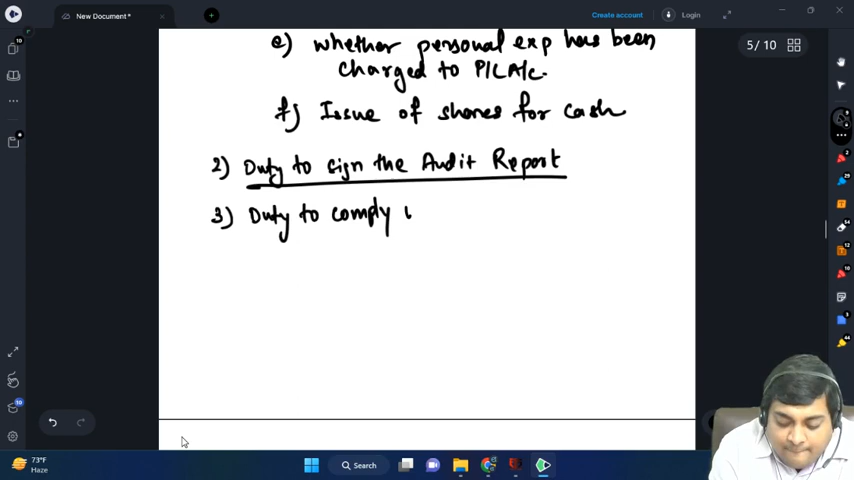 New Document*
Create account
Login
5/10
e) whether personal exp has been
charged to P/L A/c.
f) Issue of shares for cash
2) Duty to sign the Audit Report
3) Duty to comply
73°F
Haze
Search